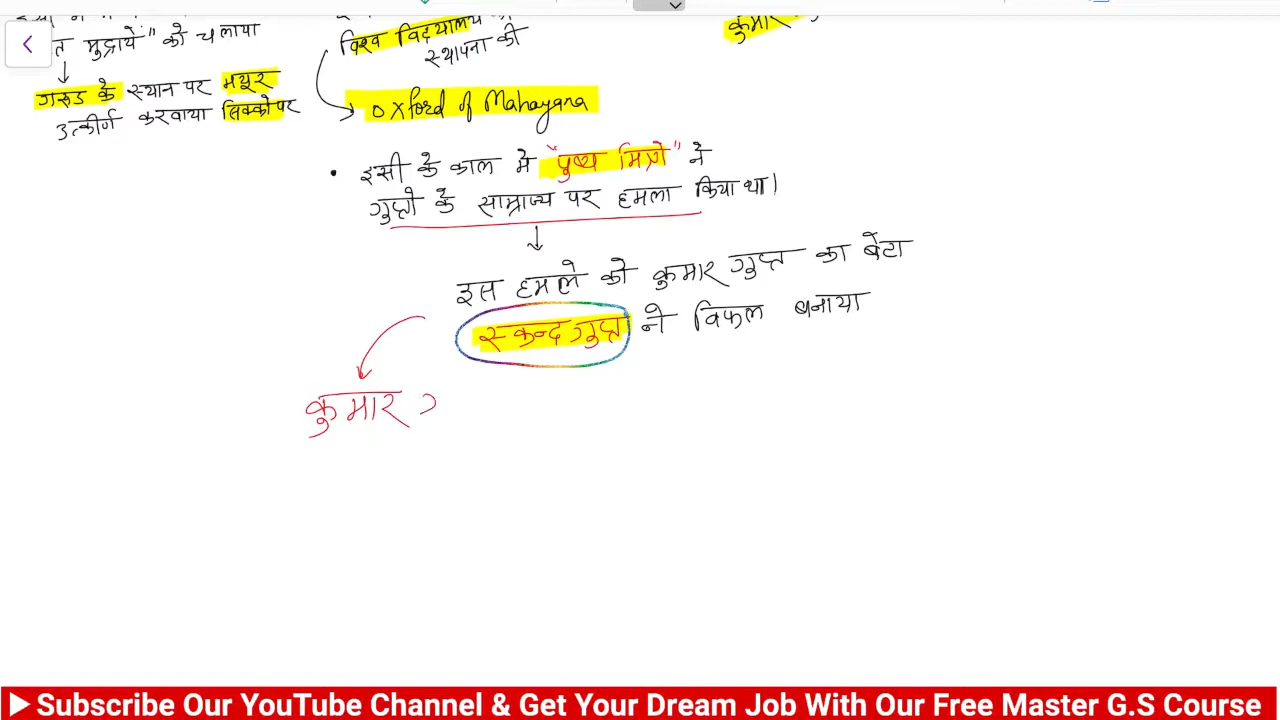 त मुद्रायें" को चलाया
गरूड के स्थान पर मयूर
उत्कीर्ण करवाया सिक्को पर
विश्व विद्यालय
स्थापना की
Oxford of Mahayana
कुमार
• इसी के काल में "पुष्य मित्रो" ने
गुप्तो के साम्राज्य पर हमला किया था।
इस हमले को कुमार गुप्त का बेटा
स्कन्दगुप्त ने विफल बनाया
कुमार
▶ Subscribe Our YouTube Channel & Get Your Dream Job With Our Free Master G.S Course